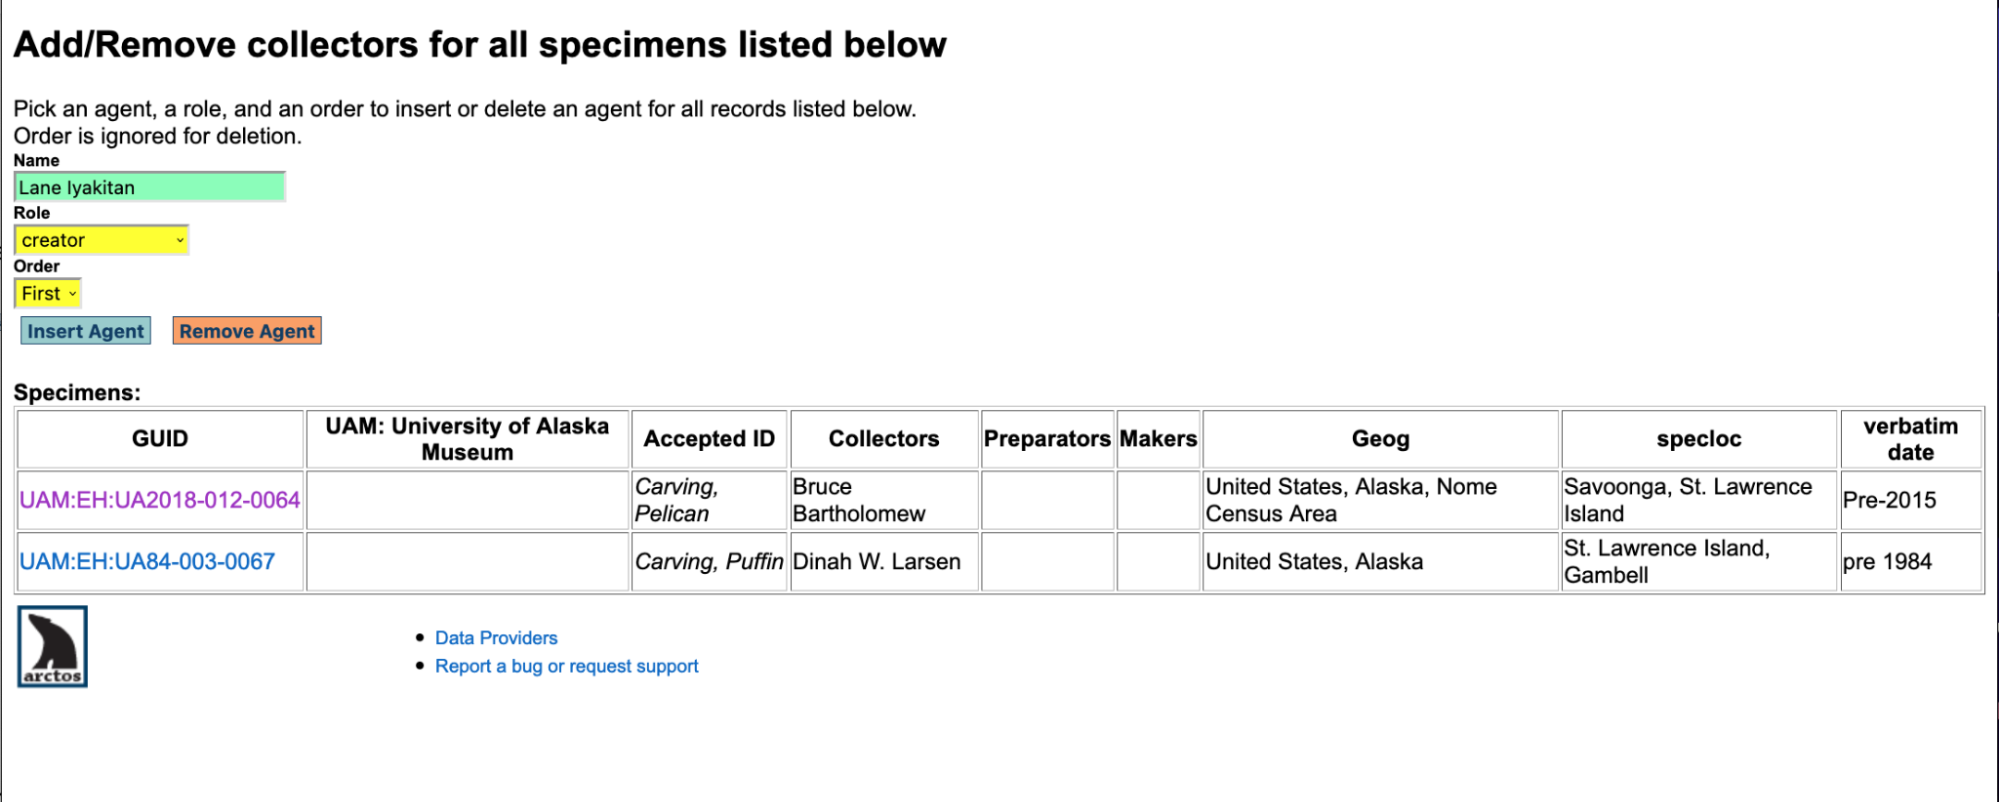 Add/Remove collectors for all specimens listed below
Pick an agent, a role, and an order to insert or delete an agent for all records listed below.
Order is ignored for deletion.
Name
Lane Iyakitan
Role
creator
Order
First
Insert Agent Remove Agent
Specimens:
GUID
UAM: University of Alaska
Museum
Accepted ID
Collectors
Preparators
Makers
Geog
specloc
verbatim
date
UAM:EH:UA2018-012-0064
Carving,
Pelican
Bruce
Bartholomew
United States, Alaska, Nome
Census Area
Savoonga, St. Lawrence
Island
Pre-2015
UAM:EH:UA84-003-0067
Carving, Puffin
Dinah W. Larsen
United States, Alaska
St. Lawrence Island,
Gambell
pre 1984
arctos
Data Providers
Report a bug or request support